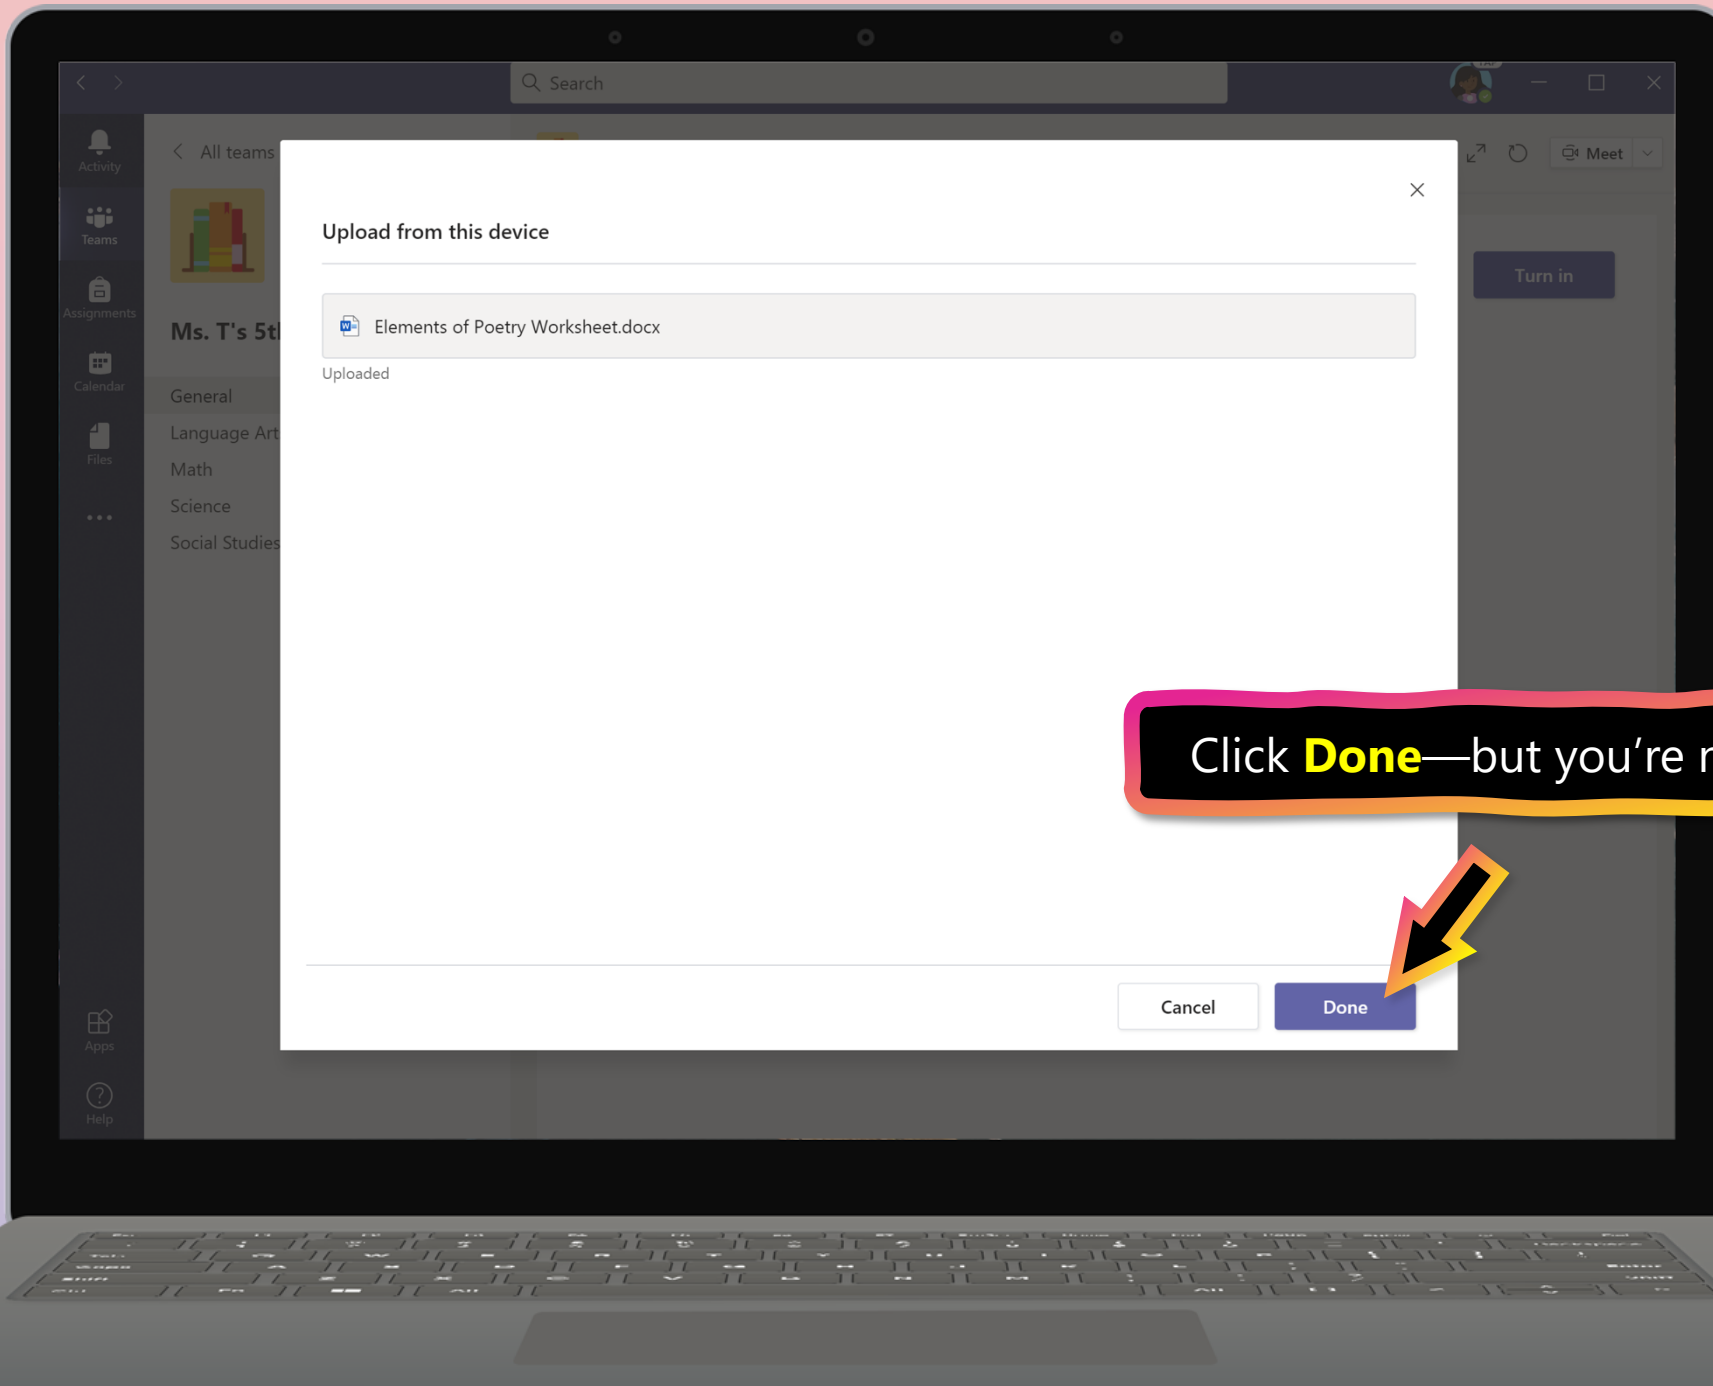 Search
Activity
Teams
Assignments
Calendar
Files
Apps
Help
All teams
Ms. T's 5th
General
Language Art
Math
Science
Social Studies
Meet
Turn in
Upload from this device
Elements of Poetry Worksheet.docx
Uploaded
Click Done—but you’re
Cancel
Done